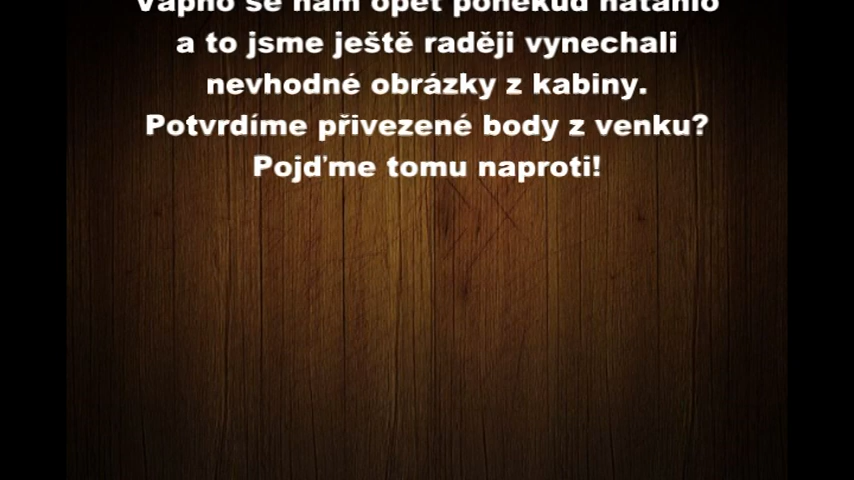 Vápno se nám opět poněkud natáhlo
a to jsme ještě raději vynechali
nevhodné obrázky z kabiny.
Potvrdíme přivezené body z venku?
Pojďme tomu naproti!